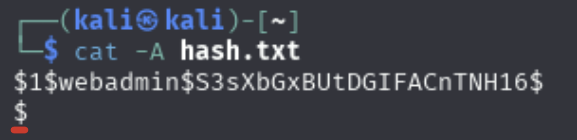 ┌──(kali㉿kali)-[~]
└─$ cat -A hash.txt
$1$webadmin$S3sXbGxBUtDGIFACnTNH16$
$